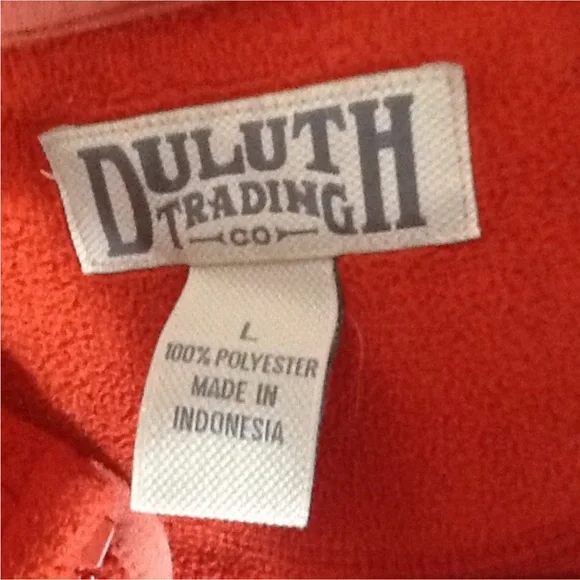 DULUTH
TRADING
CO
L
100% POLYESTER
MADE IN
INDONESIA